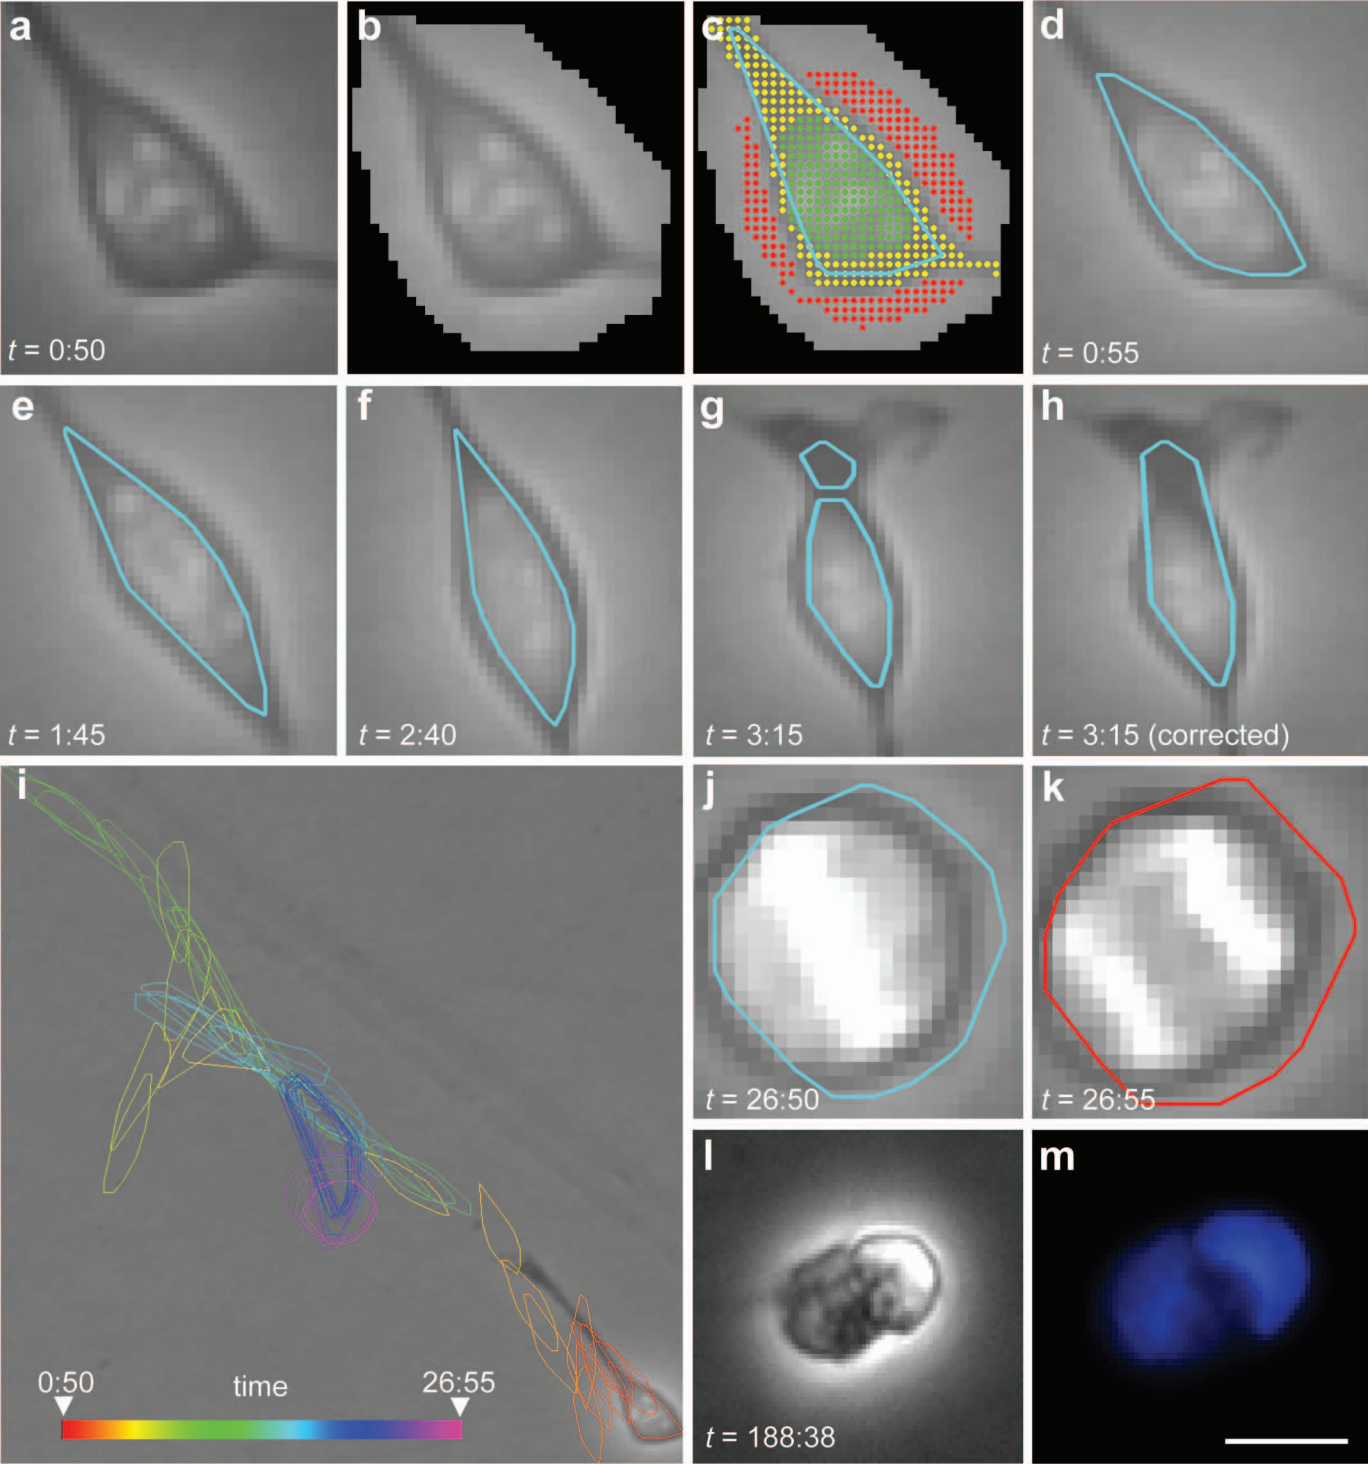 a
b
c
d
t = 0:50
t = 0:55
e
f
g
h
t = 1:45
t = 2:40
t = 3:15
t = 3:15 (corrected)
i
j
k
t = 26:50
t = 26:55
l
m
0:50 time 26:55
t = 188:38